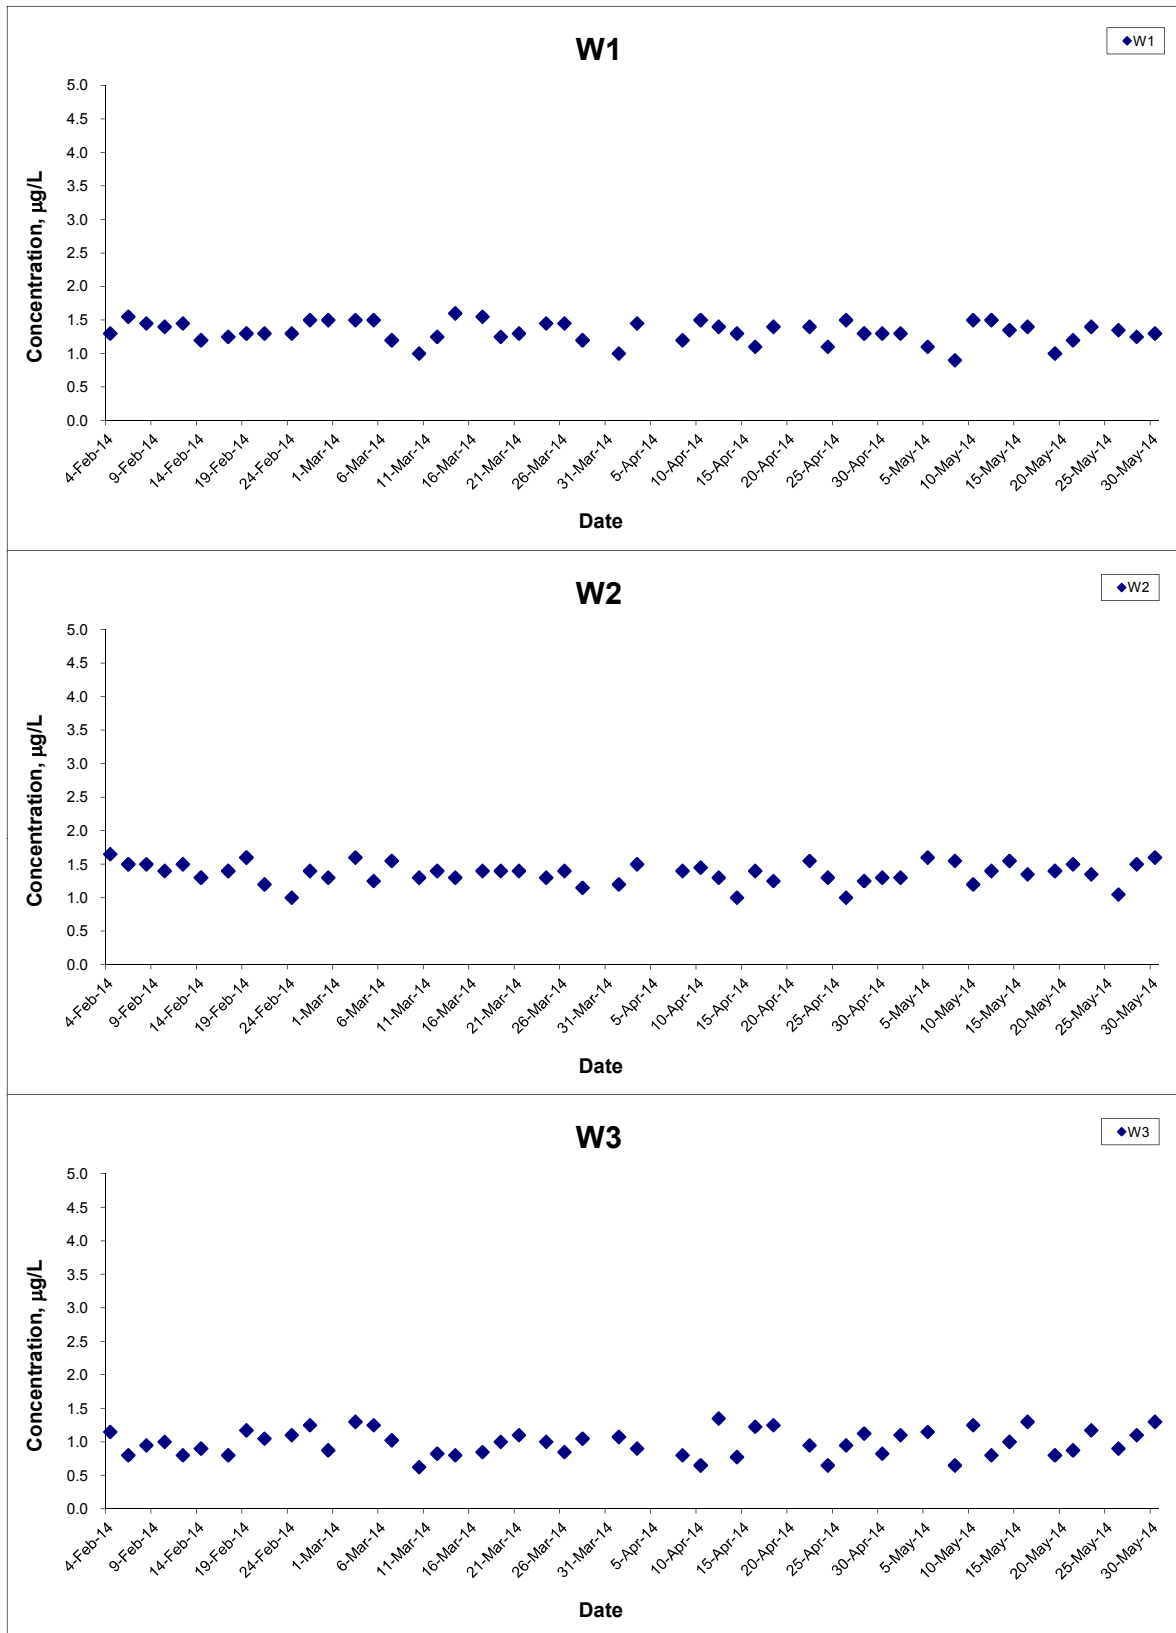 W1
W1
5.0
4.5
4.0
3.5
3.0
2.5
2.0
1.5
1.0
0.5
0.0
Concentration, µg/L
4-Feb-14 9-Feb-14 14-Feb-14 19-Feb-14 24-Feb-14 1-Mar-14 6-Mar-14 11-Mar-14 16-Mar-14 21-Mar-14 26-Mar-14 31-Mar-14 5-Apr-14 10-Apr-14 15-Apr-14 20-Apr-14 25-Apr-14 30-Apr-14 5-May-14 10-May-14 15-May-14 20-May-14 25-May-14 30-May-14
Date
W2
W2
5.0
4.5
4.0
3.5
3.0
2.5
2.0
1.5
1.0
0.5
0.0
Concentration, µg/L
4-Feb-14 9-Feb-14 14-Feb-14 19-Feb-14 24-Feb-14 1-Mar-14 6-Mar-14 11-Mar-14 16-Mar-14 21-Mar-14 26-Mar-14 31-Mar-14 5-Apr-14 10-Apr-14 15-Apr-14 20-Apr-14 25-Apr-14 30-Apr-14 5-May-14 10-May-14 15-May-14 20-May-14 25-May-14 30-May-14
Date
W3
W3
5.0
4.5
4.0
3.5
3.0
2.5
2.0
1.5
1.0
0.5
0.0
Concentration, µg/L
4-Feb-14 9-Feb-14 14-Feb-14 19-Feb-14 24-Feb-14 1-Mar-14 6-Mar-14 11-Mar-14 16-Mar-14 21-Mar-14 26-Mar-14 31-Mar-14 5-Apr-14 10-Apr-14 15-Apr-14 20-Apr-14 25-Apr-14 30-Apr-14 5-May-14 10-May-14 15-May-14 20-May-14 25-May-14 30-May-14
Date